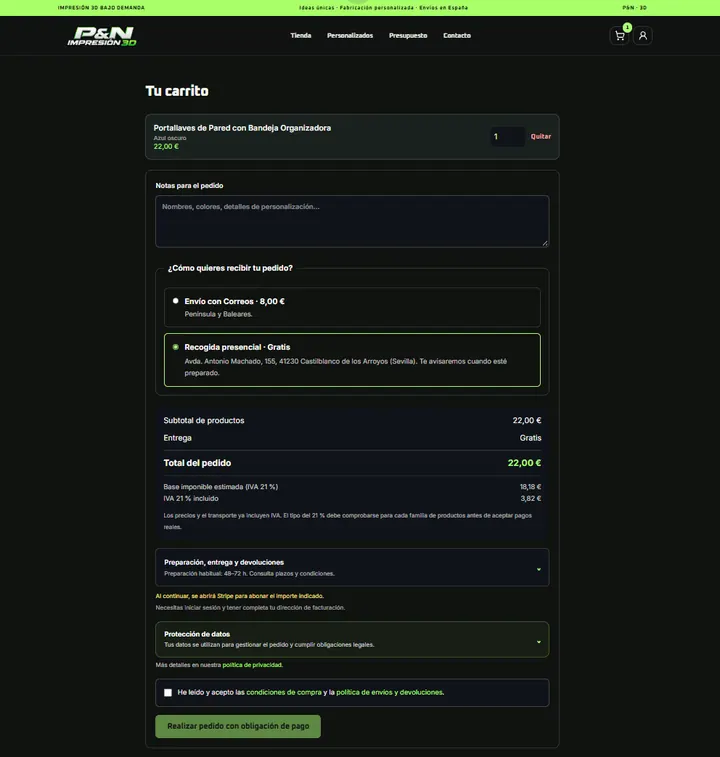 IMPRESIÓN 3D BAJO DEMANDA
Ideas únicas · Fabricación personalizada · Envíos en España
P&N · 3D
P&N
IMPRESIÓN 3D
Tienda
Personalizados
Presupuesto
Contacto
1
Tu carrito
Portallaves de Pared con Bandeja Organizadora
Azul oscuro
22,00 €
1
Quitar
Notas para el pedido
Nombres, colores, detalles de personalización...
¿Cómo quieres recibir tu pedido?
Envío con Correos · 8,00 €
Península y Baleares.
Recogida presencial · Gratis
Avda. Antonio Machado, 155, 41230 Castilblanco de los Arroyos (Sevilla). Te avisaremos cuando esté
preparado.
Subtotal de productos 22,00 €
Entrega Gratis
Total del pedido 22,00 €
Base imponible estimada (IVA 21 %) 18,18 €
IVA 21 % incluido 3,82 €
Los precios y el transporte ya incluyen IVA. El tipo del 21 % debe comprobarse para cada familia de productos antes de aceptar pagos
reales.
Preparación, entrega y devoluciones
Preparación habitual: 48–72 h. Consulta plazos y condiciones.
Al continuar, se abrirá Stripe para abonar el importe indicado.
Necesitas iniciar sesión y tener completa tu dirección de facturación.
Protección de datos
Tus datos se utilizan para gestionar el pedido y cumplir obligaciones legales.
Más detalles en nuestra política de privacidad.
He leído y acepto las condiciones de compra y la política de envíos y devoluciones.
Realizar pedido con obligación de pago